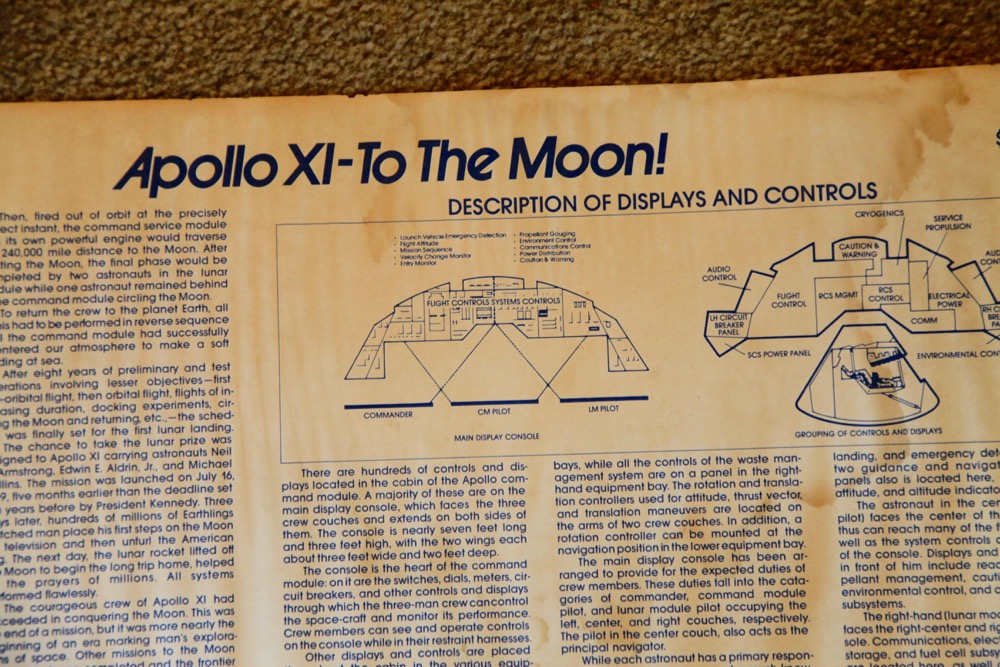 Apollo XI-To The Moon!
DESCRIPTION OF DISPLAYS AND CONTROLS
Then, fired out of orbit at the precisely
instant, the command service module
its own powerful engine would traverse
240,000 mile distance to the Moon. After
the Moon, the final phase would be
by two astronauts in the lunar
while one astronaut remained behind
command module circling the Moon.
To return the crew to the planet Earth, all
had to be performed in reverse sequence
the command module had successfully
our atmosphere to make a soft
at sea.
After eight years of preliminary and test
involving lesser objectives—first
-oribital flight, then orbital flight, flights of in-
duration, docking experiments, cir-
the Moon and returning, etc.,—the sched-
was finally set for the first lunar landing.
The chance to take the lunar prize was
to Apollo XI carrying astronauts Neil
Armstrong, Edwin E. Aldrin, Jr., and Michael
The mission was launched on July 16,
five months earlier than the deadline set
years before by President Kennedy. Three
later, hundreds of millions of Earthlings
man place his first steps on the Moon
television and then unfurl the American
The next day, the lunar rocket lifted off
Moon to begin the long trip home, helped
The prayers of millions. All systems
flawlessly.
The courageous crew of Apollo XI had
in conquering the Moon. This was
end of a mission, but it was more nearly the
of an era marking man's explora-
of space. Other missions to the Moon
and the frontier
• Launch Vehicle Emergency Detection
• Flight Attitude
• Mission Sequence
• Velocity Change Monitor
• Entry Monitor
• Propellant Gauging
• Environment Control
• Communications Control
• Power Distribution
• Caution & Warning
FLIGHT CONTROLS SYSTEMS CONTROLS
COMMANDER
CM PILOT
LM PILOT
MAIN DISPLAY CONSOLE
CRYOGENICS
SERVICE
PROPULSION
CAUTION &
WARNING
AUDIO
CONTROL
FLIGHT
CONTROL
RCS MGMT
RCS
CONTROL
ELECTRICAL
POWER
COMM
LH CIRCUIT
BREAKER
PANEL
SCS POWER PANEL
GROUPING OF CONTROLS AND DISPLAYS
There are hundreds of controls and dis-
plays located in the cabin of the Apollo com-
mand module. A majority of these are on the
main display console, which faces the three
crew couches and extends on both sides of
them. The console is nearly seven feet long
and three feet high, with the two wings each
about three feet wide and two feet deep.
The console is the heart of the command
module: on it are the switches, dials, meters, cir-
cuit breakers, and other controls and displays
through which the three-man crew can control
the space-craft and monitor its performance.
Crew members can see and operate controls
on the console while in their restraint harnesses.
Other displays and controls are placed
the cabin in the various equip-
bays, while all the controls of the waste man-
agement system are on a panel in the right-
hand equipment bay. The rotation and transla-
tion controllers used for attitude, thrust vector,
and translation maneuvers are located on
the arms of two crew couches. In addition, a
rotation controller can be mounted at the
navigation position in the lower equipment bay.
The main display console has been ar-
ranged to provide for the expected duties of
crew members. These duties fall into the cata-
gories of commander, command module
pilot, and lunar module pilot occupying the
left, center, and right couches, respectively.
The pilot in the center couch, also acts as the
principal navigator.
While each astronaut has a primary respon-
landing, and emergency
two guidance and
panels also is located here,
attitude, and attitude
The astronaut in the
pilot) faces the center of
thus can reach many of the
well as the system controls
of the console. Displays and
in front of him include
pellant management,
environmental control, and
subsystems.
The right-hand (lunar
faces the right-center and
sole. Communications,
storage, and fuel cell